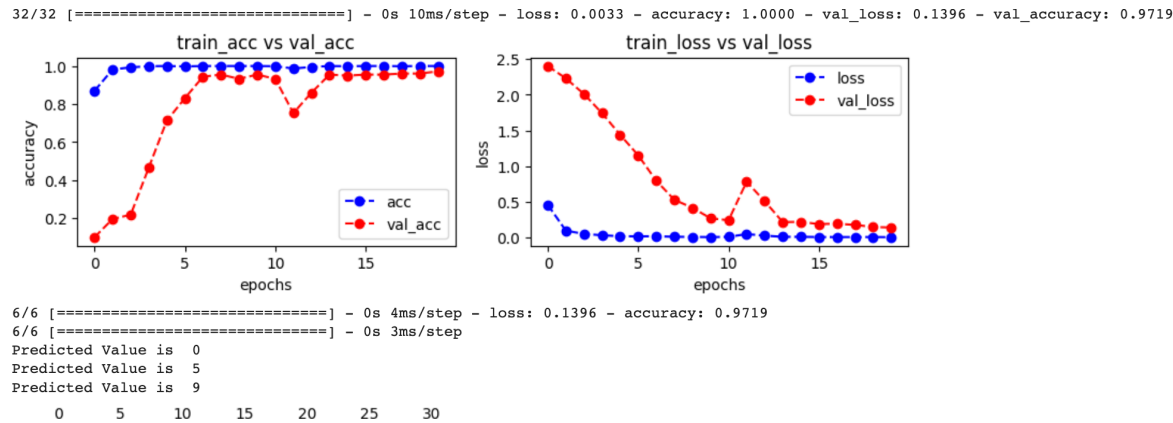 32/32 [==============================] - 0s 10ms/step - loss: 0.0033 - accuracy: 1.0000 - val_loss: 0.1396 - val_accuracy: 0.9719
train_acc vs val_acc
1.0
0.8
0.6
0.4
0.2
accuracy
acc
val_acc
0 5 10 15
epochs
train_loss vs val_loss
2.5
2.0
1.5
1.0
0.5
0.0
loss
loss
val_loss
0 5 10 15
epochs
6/6 [==============================] - 0s 4ms/step - loss: 0.1396 - accuracy: 0.9719
6/6 [==============================] - 0s 3ms/step
Predicted Value is  0
Predicted Value is  5
Predicted Value is  9
0 5 10 15 20 25 30